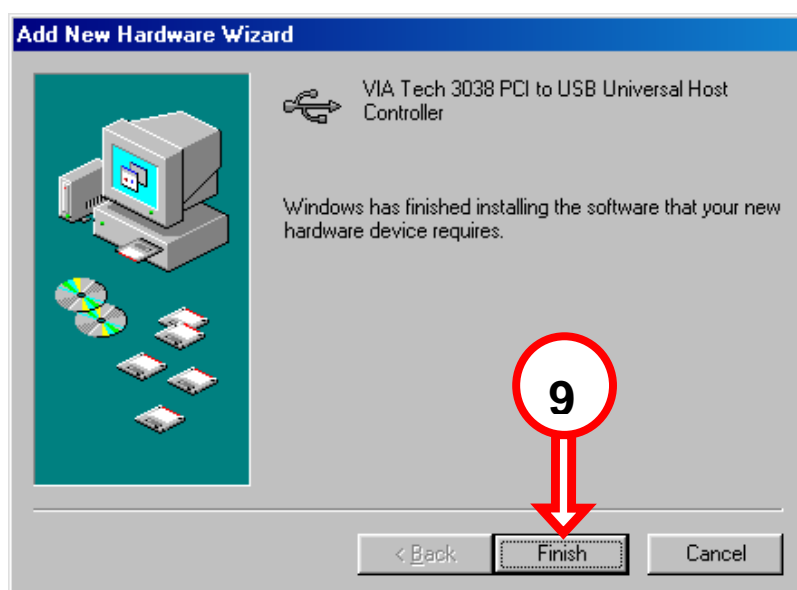 Add New Hardware Wizard
VIA Tech 3038 PCI to USB Universal Host
Controller
Windows has finished installing the software that your new
hardware device requires.
9
< Back
Finish
Cancel